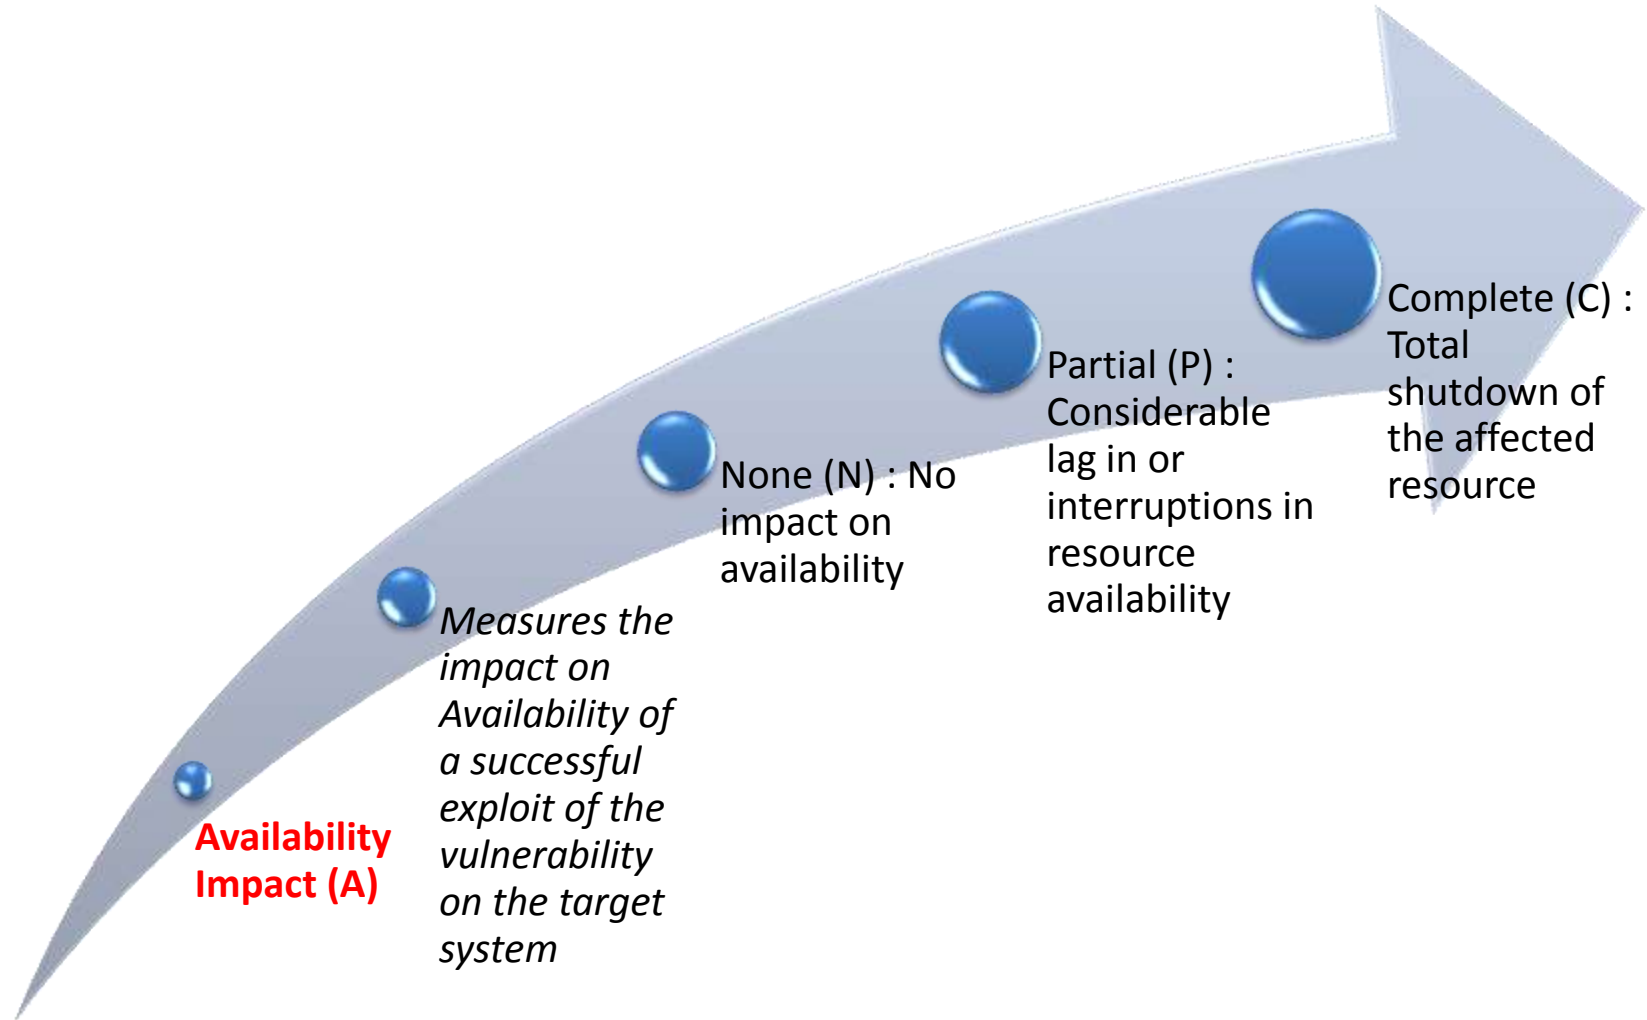 Availability
Impact (A)
Measures the
impact on
Availability of
a successful
exploit of the
vulnerability
on the target
system
None (N) : No
impact on
availability
Partial (P) :
Considerable
lag in or
interruptions in
resource
availability
Complete (C) :
Total
shutdown of
the affected
resource